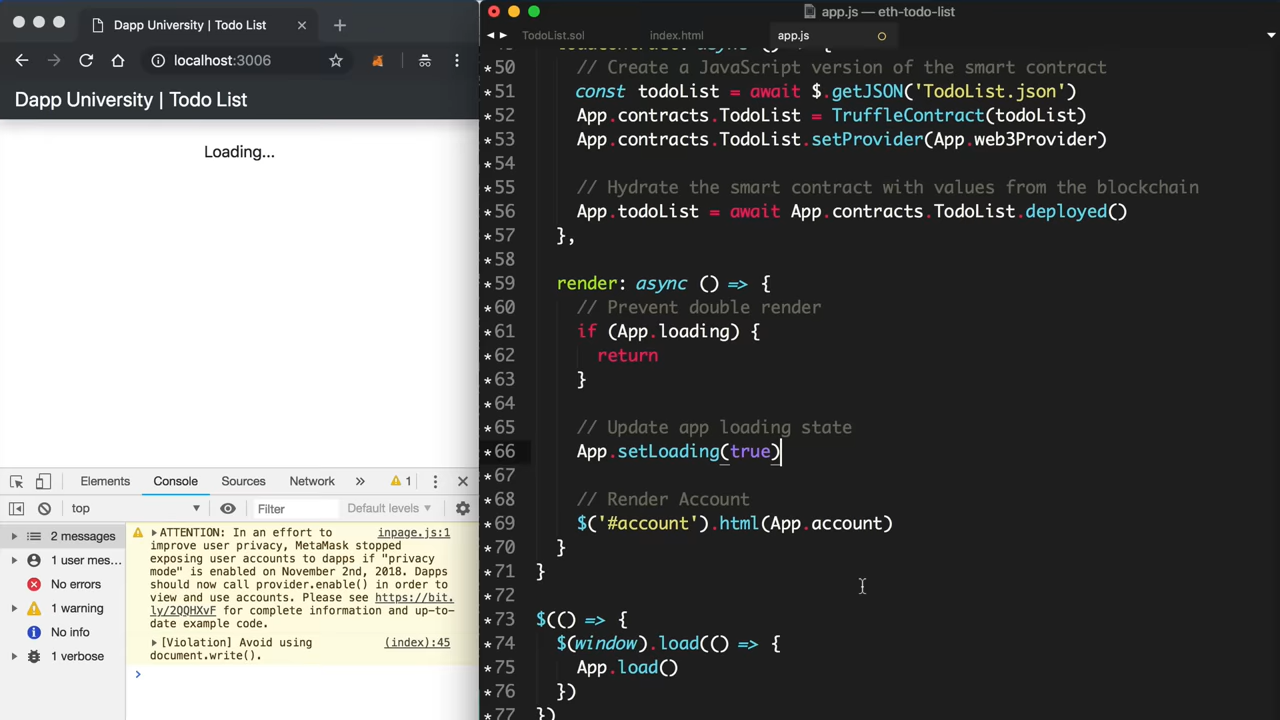 Dapp University | Todo List
localhost:3006
Dapp University | Todo List
Loading...
Elements
Console
Sources
Network
1
top
Filter
Default levels
2 messages
1 user mes...
No errors
1 warning
No info
1 verbose
ATTENTION: In an effort to
improve user privacy, MetaMask stopped
exposing user accounts to dapps if "privacy
mode" is enabled on November 2nd, 2018. Dapps
should now call provider.enable() in order to
view and use accounts. Please see https://bit.
ly/2QQHXvF for complete information and up-to-
date example code.
inpage.js:1
[Violation] Avoid using
document.write().
(index):45
app.js — eth-todo-list
TodoList.sol
index.html
app.js
*50 // Create a JavaScript version of the smart contract
*51 const todoList = await $.getJSON('TodoList.json')
*52 App.contracts.TodoList = TruffleContract(todoList)
*53 App.contracts.TodoList.setProvider(App.web3Provider)
*54
*55 // Hydrate the smart contract with values from the blockchain
*56 App.todoList = await App.contracts.TodoList.deployed()
*57 },
*58
*59 render: async () => {
*60 // Prevent double render
*61 if (App.loading) {
*62 return
*63 }
*64
*65 // Update app loading state
*66 App.setLoading(true)
*67
*68 // Render Account
*69 $('#account').html(App.account)
*70 }
*71 }
*72
*73 $(() => {
*74 $(window).load(() => {
*75 App.load()
*76 })
*77 })